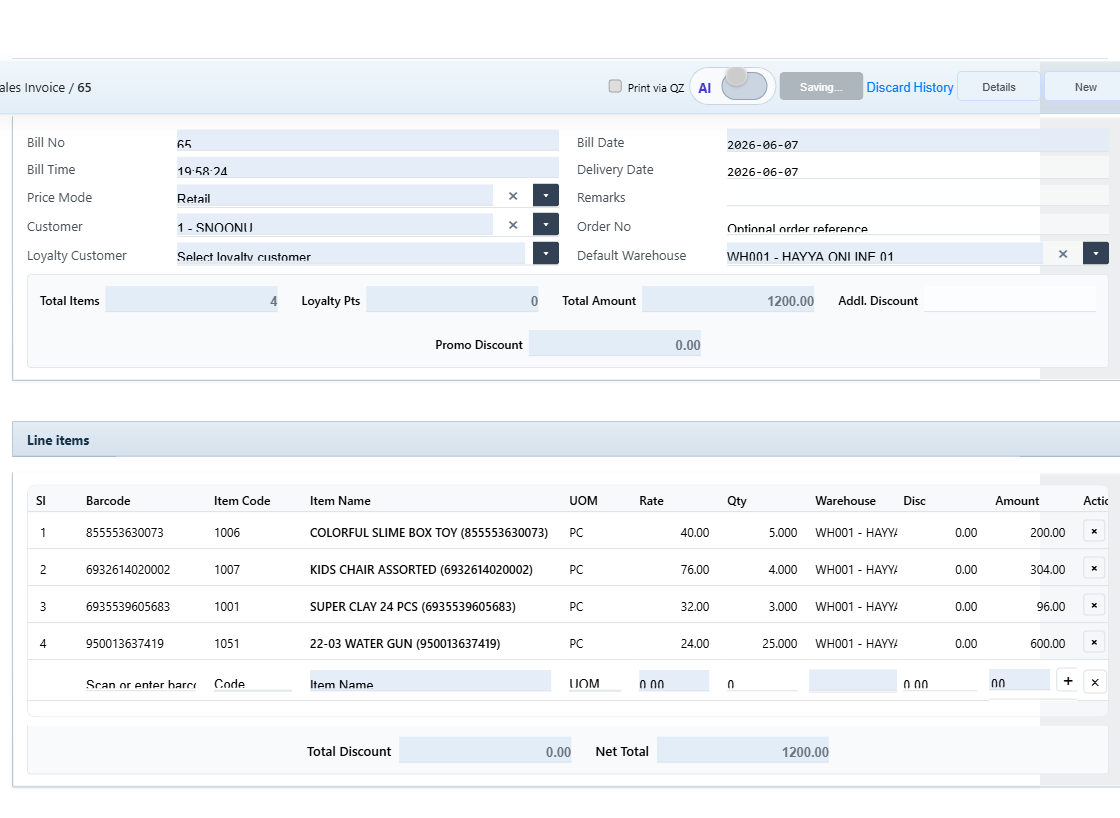 ales Invoice / 65
Print via QZ AI Saving... Discard History Details New
Bill No 65 Bill Date 2026-06-07
Bill Time 19:58:24 Delivery Date 2026-06-07
Price Mode Retail × Remarks
Customer 1 - SNOONU × Order No Optional order reference
Loyalty Customer Select loyalty customer Default Warehouse WH001 - HAYYA ONLINE 01 ×
Total Items 4 Loyalty Pts 0 Total Amount 1200.00 Addl. Discount
Promo Discount 0.00
Line items
Sl Barcode Item Code Item Name UOM Rate Qty Warehouse Disc Amount Actio
1 855553630073 1006 COLORFUL SLIME BOX TOY (855553630073) PC 40.00 5.000 WH001 - HAYYA 0.00 200.00 ×
2 6932614020002 1007 KIDS CHAIR ASSORTED (6932614020002) PC 76.00 4.000 WH001 - HAYYA 0.00 304.00 ×
3 6935539605683 1001 SUPER CLAY 24 PCS (6935539605683) PC 32.00 3.000 WH001 - HAYYA 0.00 96.00 ×
4 950013637419 1051 22-03 WATER GUN (950013637419) PC 24.00 25.000 WH001 - HAYYA 0.00 600.00 ×
Scan or enter barco Code Item Name UOM 0.00 0 0.00 00 + ×
Total Discount 0.00 Net Total 1200.00